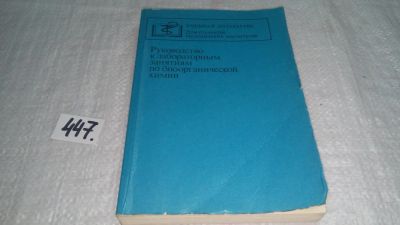 УЧЕБНАЯ ЛИТЕРАТУРА
Для студентов
медицинских институтов
Руководство
к лабораторным
занятиям
по биоорганической
химии
447.